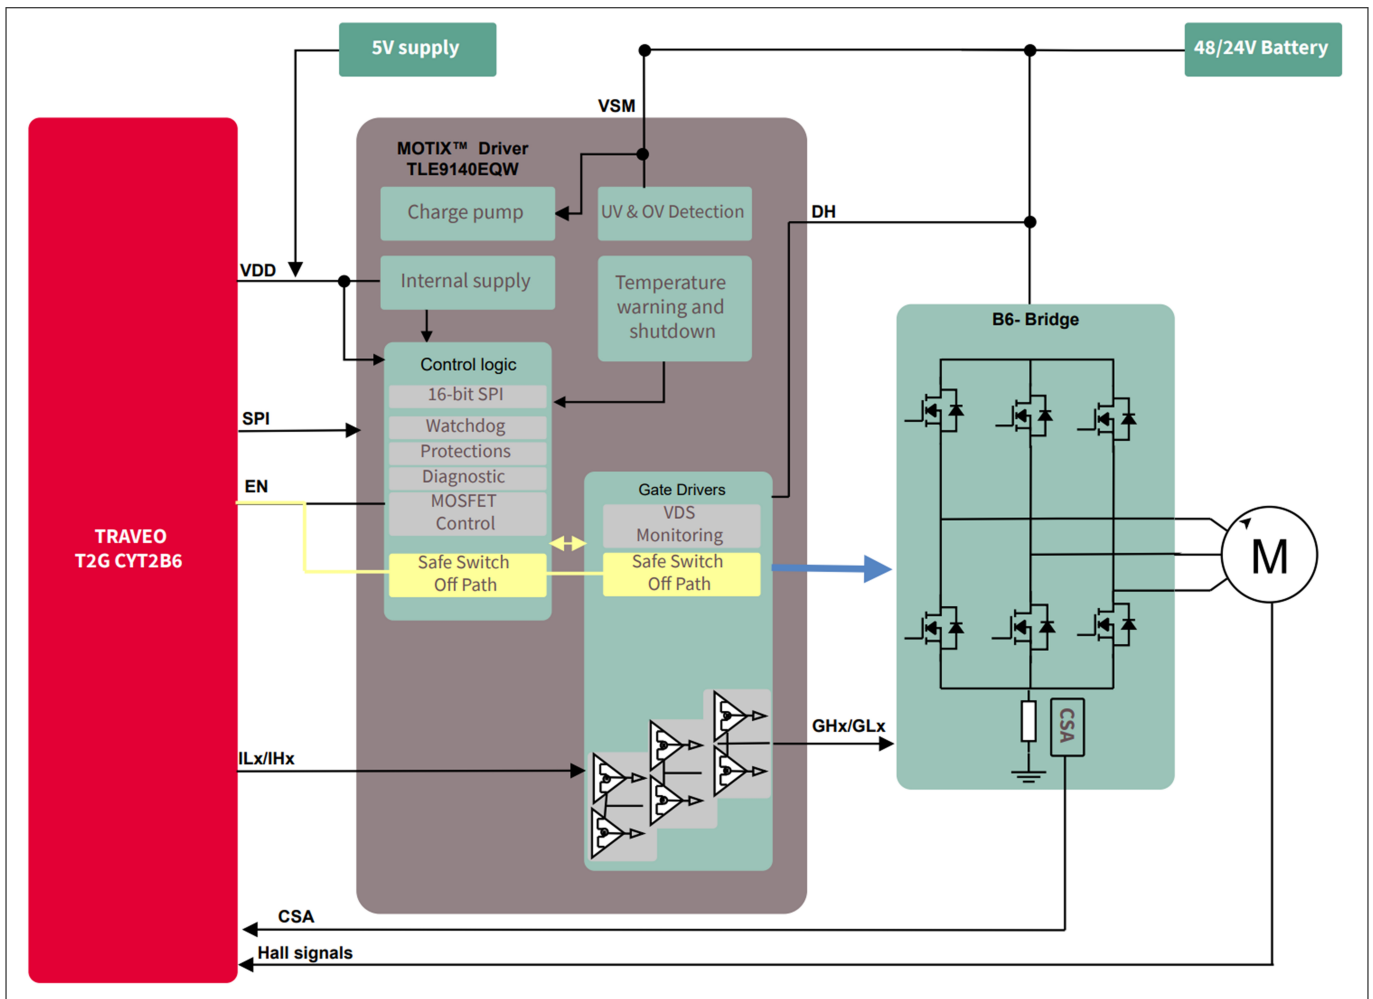 5V supply
48/24V Battery
VSM
MOTIX™ Driver
TLE9140EQW
Charge pump
UV & OV Detection
DH
VDD
Internal supply
Temperature
warning and
shutdown
B6- Bridge
Control logic
16-bit SPI
SPI
Watchdog
Protections
Diagnostic
EN
MOSFET
Control
Gate Drivers
VDS
Monitoring
TRAVEO
T2G CYT2B6
Safe Switch
Off Path
Safe Switch
Off Path
M
CSA
GHx/GLx
ILx/IHx
CSA
Hall signals